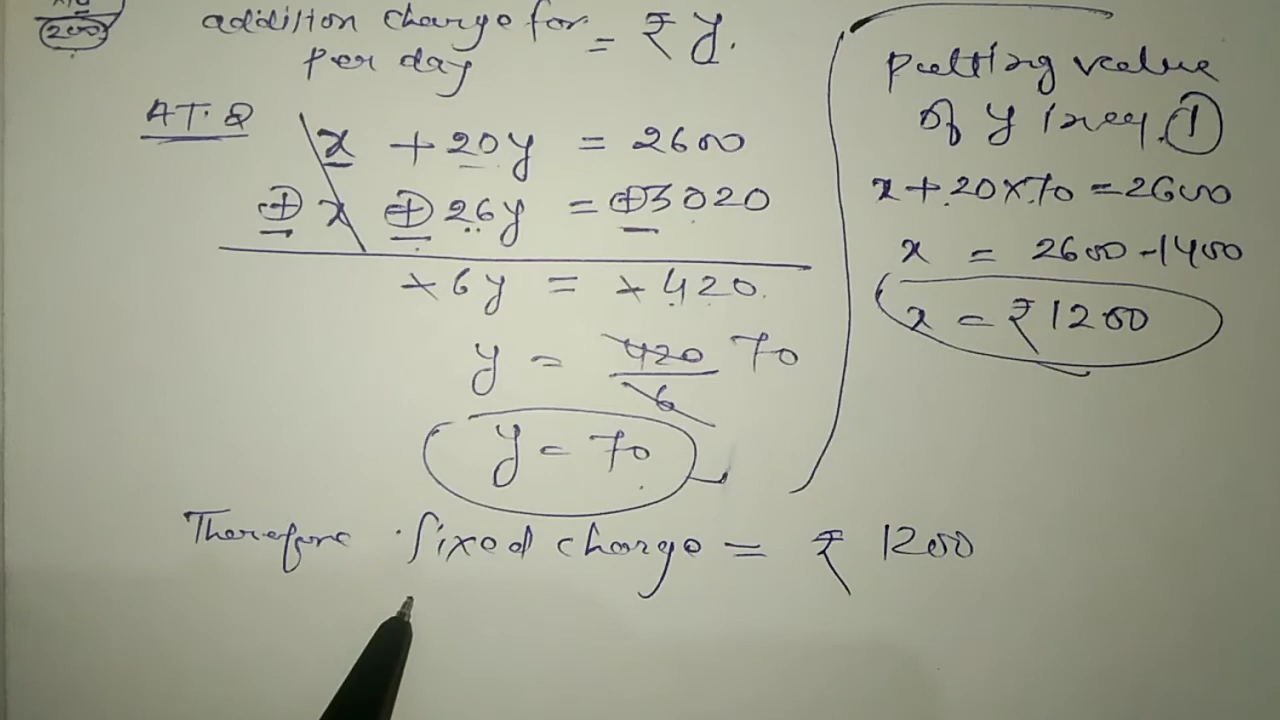 200
addition charge for = ₹ y.
per day
AT.Q
x + 20y = 2600
⊕ x ⊕ 26y = ⊕3020
+6y = +420.
y = 420 70
6
y = 70
Therefore fixed charge = ₹ 1200
putting value
of y in eq. ①
x + 20×70 = 2600
x = 2600 - 1400
x = ₹ 1200